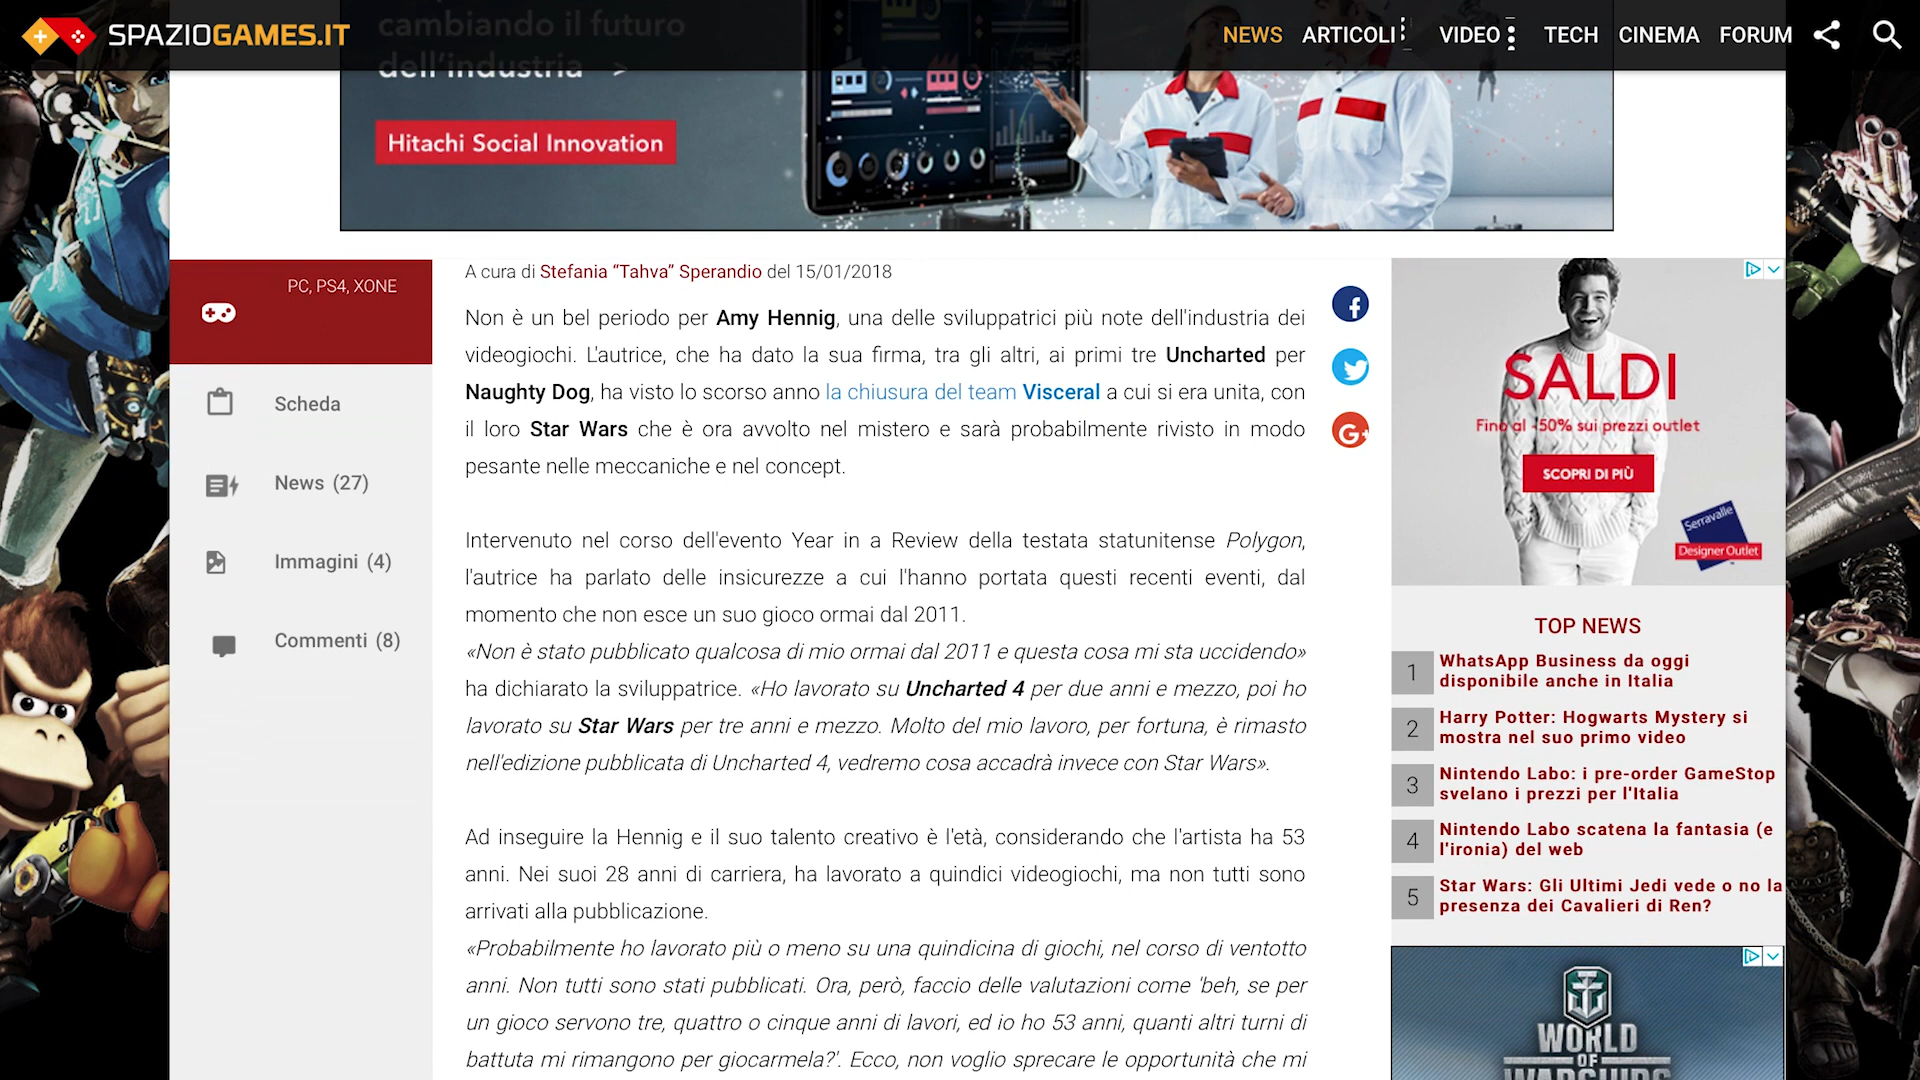 SPAZIOGAMES.IT
NEWS ARTICOLI VIDEO TECH CINEMA FORUM
cambiando il futuro
dell'industria >
Hitachi Social Innovation
PC, PS4, XONE
Scheda
News (27)
Immagini (4)
Commenti (8)
A cura di Stefania “Tahva” Sperandio del 15/01/2018
Non è un bel periodo per Amy Hennig, una delle sviluppatrici più note dell'industria dei
videogiochi. L'autrice, che ha dato la sua firma, tra gli altri, ai primi tre Uncharted per
Naughty Dog, ha visto lo scorso anno la chiusura del team Visceral a cui si era unita, con
il loro Star Wars che è ora avvolto nel mistero e sarà probabilmente rivisto in modo
pesante nelle meccaniche e nel concept.
Intervenuto nel corso dell'evento Year in a Review della testata statunitense Polygon,
l'autrice ha parlato delle insicurezze a cui l'hanno portata questi recenti eventi, dal
momento che non esce un suo gioco ormai dal 2011.
«Non è stato pubblicato qualcosa di mio ormai dal 2011 e questa cosa mi sta uccidendo»
ha dichiarato la sviluppatrice. «Ho lavorato su Uncharted 4 per due anni e mezzo, poi ho
lavorato su Star Wars per tre anni e mezzo. Molto del mio lavoro, per fortuna, è rimasto
nell'edizione pubblicata di Uncharted 4, vedremo cosa accadrà invece con Star Wars».
Ad inseguire la Hennig e il suo talento creativo è l'età, considerando che l'artista ha 53
anni. Nei suoi 28 anni di carriera, ha lavorato a quindici videogiochi, ma non tutti sono
arrivati alla pubblicazione.
«Probabilmente ho lavorato più o meno su una quindicina di giochi, nel corso di ventotto
anni. Non tutti sono stati pubblicati. Ora, però, faccio delle valutazioni come 'beh, se per
un gioco servono tre, quattro o cinque anni di lavori, ed io ho 53 anni, quanti altri turni di
battuta mi rimangono per giocarmela?'. Ecco, non voglio sprecare le opportunità che mi
SALDI
Fino al -50% sui prezzi outlet
SCOPRI DI PIÙ
Serravalle
Designer Outlet
TOP NEWS
1 WhatsApp Business da oggi
disponibile anche in Italia
2 Harry Potter: Hogwarts Mystery si
mostra nel suo primo video
3 Nintendo Labo: i pre-order GameStop
svelano i prezzi per l'Italia
4 Nintendo Labo scatena la fantasia (e
l'ironia) del web
5 Star Wars: Gli Ultimi Jedi vede o no la
presenza dei Cavalieri di Ren?
WORLD
OF
WARSHIPS